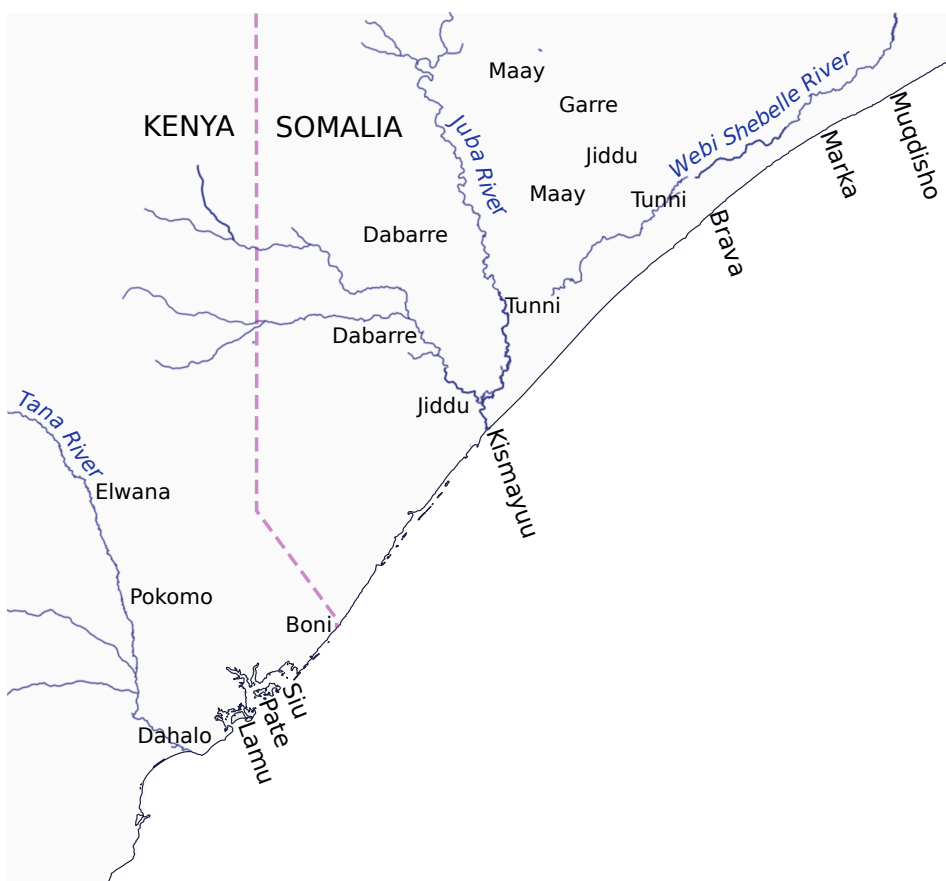 Maay
Garre
Webi Shebelle River
Muqdisho
KENYA
SOMALIA
Juba River
Marka
Jiddu
Maay
Tunni
Dabarre
Brava
Tunni
Dabarre
Jiddu
Tana River
Kismayuu
Elwana
Pokomo
Boni
Siu
Pate
Lamu
Dahalo